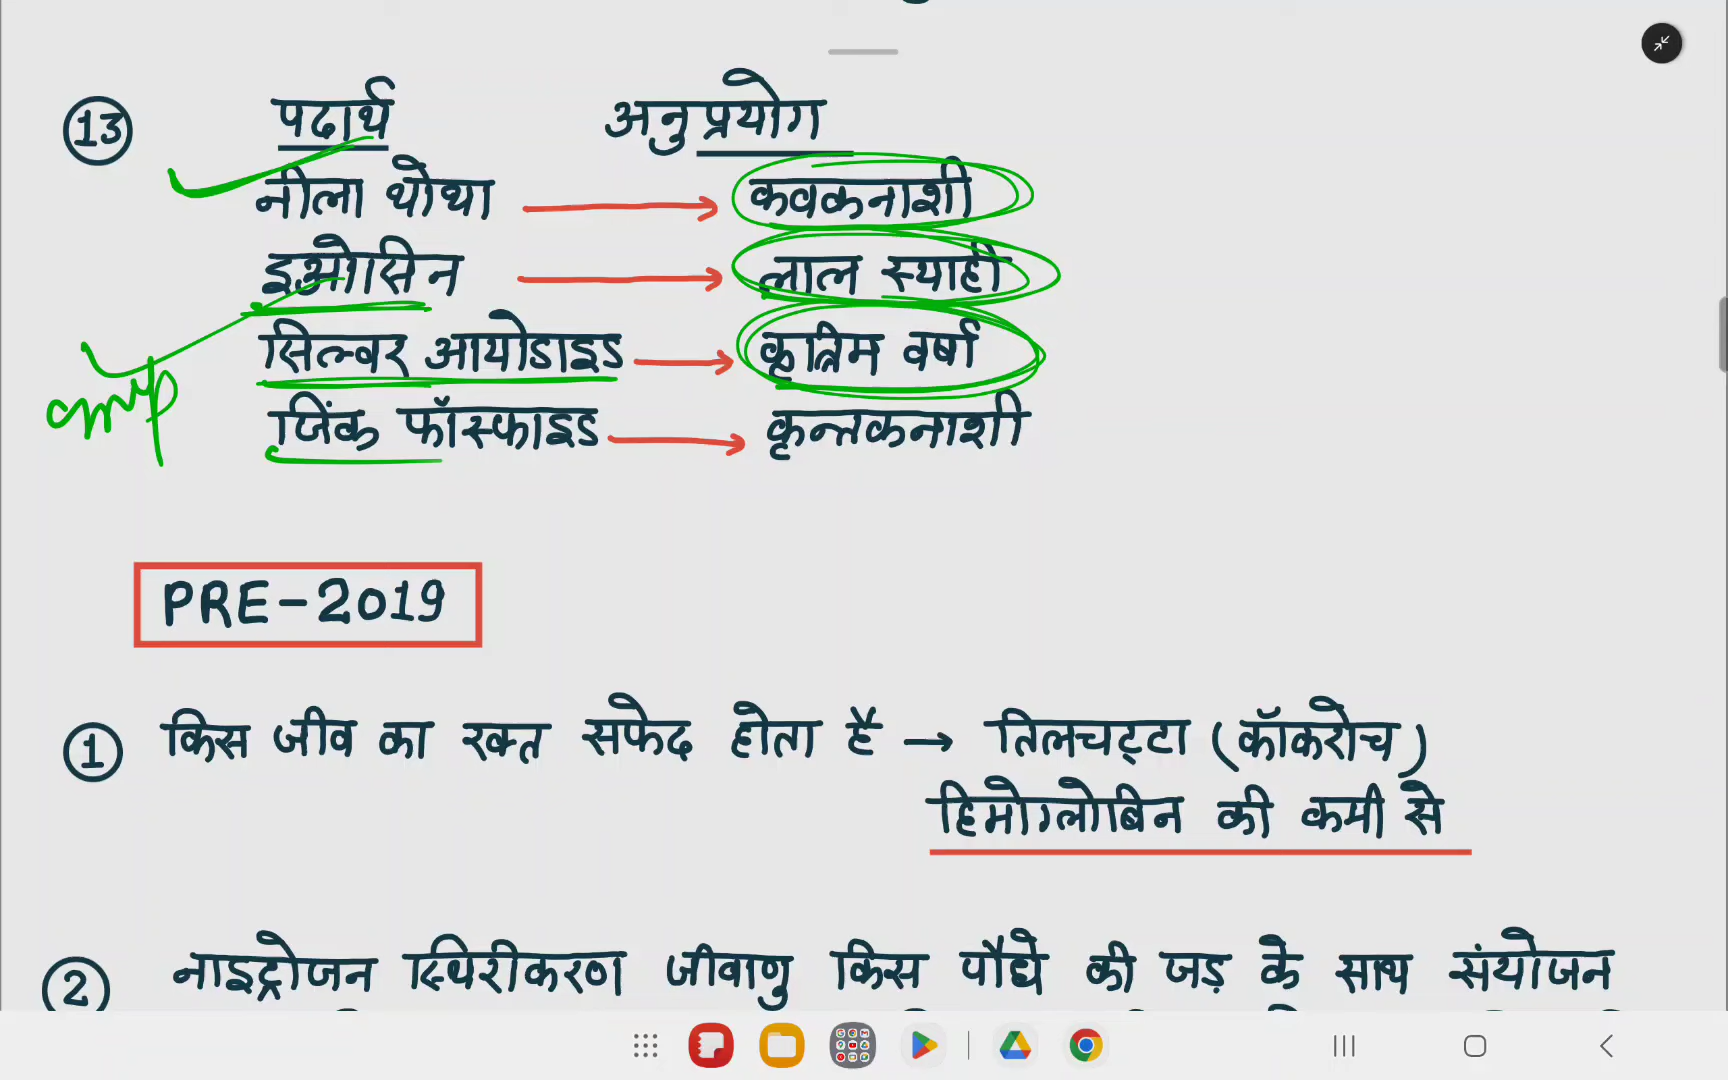 13 पदार्थ अनुप्रयोग
नीला थोथा → कवकनाशी
इओसिन → लाल स्याही
सिल्वर आयोडाइड → कृत्रिम वर्षा
जिंक फॉस्फाइड → कृन्तकनाशी
PRE-2019
1 किस जीव का रक्त सफेद होता है → तिलचट्टा (कॉकरोच)
हिमोग्लोबिन की कमी से
2 नाइट्रोजन स्थिरीकरण जीवाणु किस पौधे की जड़ के साथ संयोजन